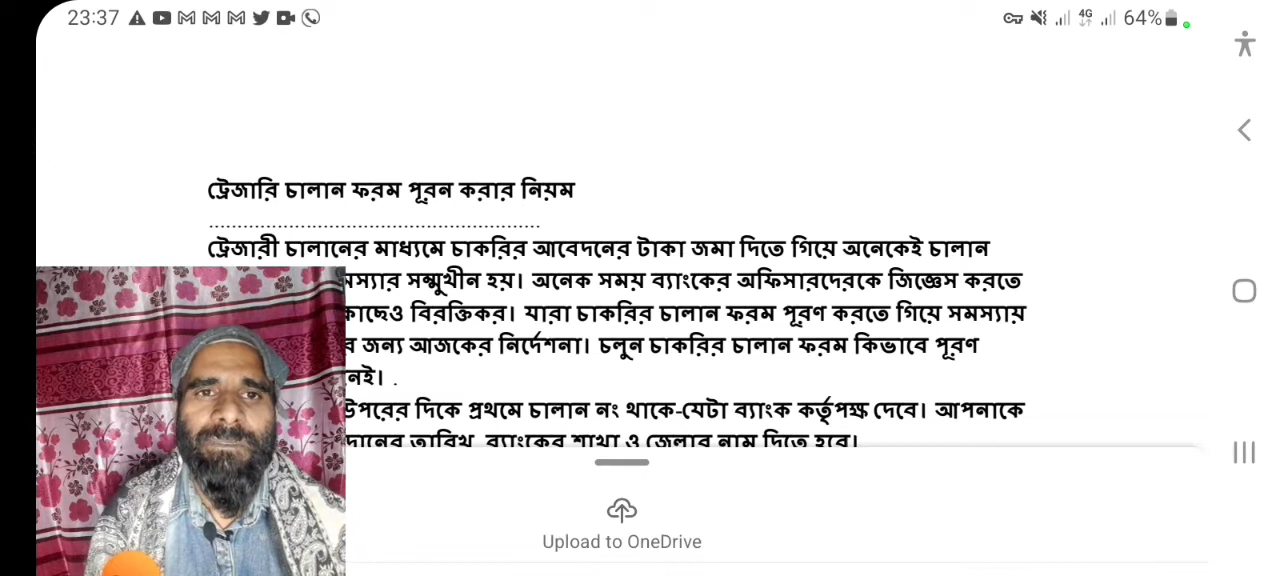 23:37
4G
64%
ট্রেজারি চালান ফরম পূরন করার নিয়ম
..................................................
ট্রেজারী চালানের মাধ্যমে চাকরির আবেদনের টাকা জমা দিতে গিয়ে অনেকেই চালান
সম্মুখীন হয়। অনেক সময় ব্যাংকের অফিসারদেরকে জিজ্ঞেস করতে
বিরক্তিকর। যারা চাকরির চালান ফরম পূরণ করতে গিয়ে সমস্যায়
জন্য আজকের নির্দেশনা। চলুন চাকরির চালান ফরম কিভাবে পূরণ
নেই। .
উপরের দিকে প্রথমে চালান নং থাকে-যেটা ব্যাংক কর্তৃপক্ষ দেবে। আপনাকে
তারিখ, ব্যাংকের শাখা ও জেলার নাম দিতে হবে।
Upload to OneDrive